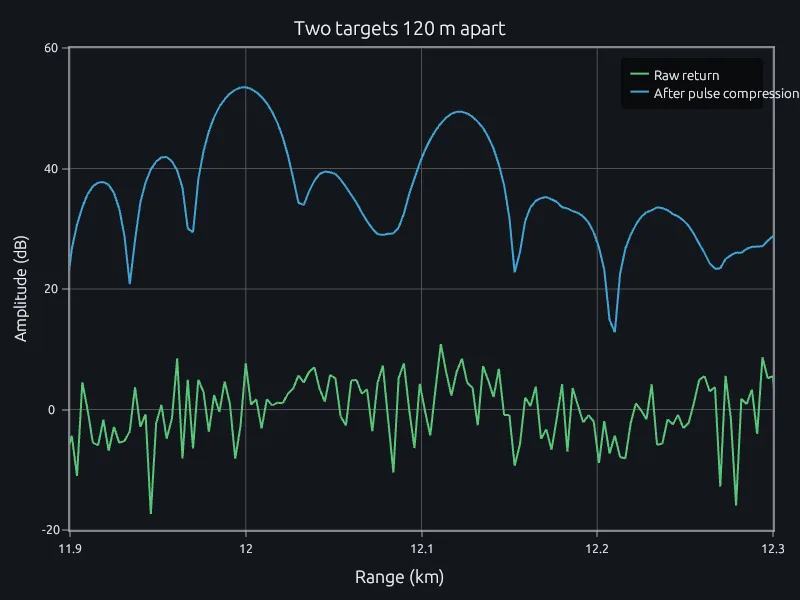 Two targets 120 m apart
60
Raw return
After pulse compression
40
Amplitude (dB)
20
0
-20
11.9 12 12.1 12.2 12.3
Range (km)